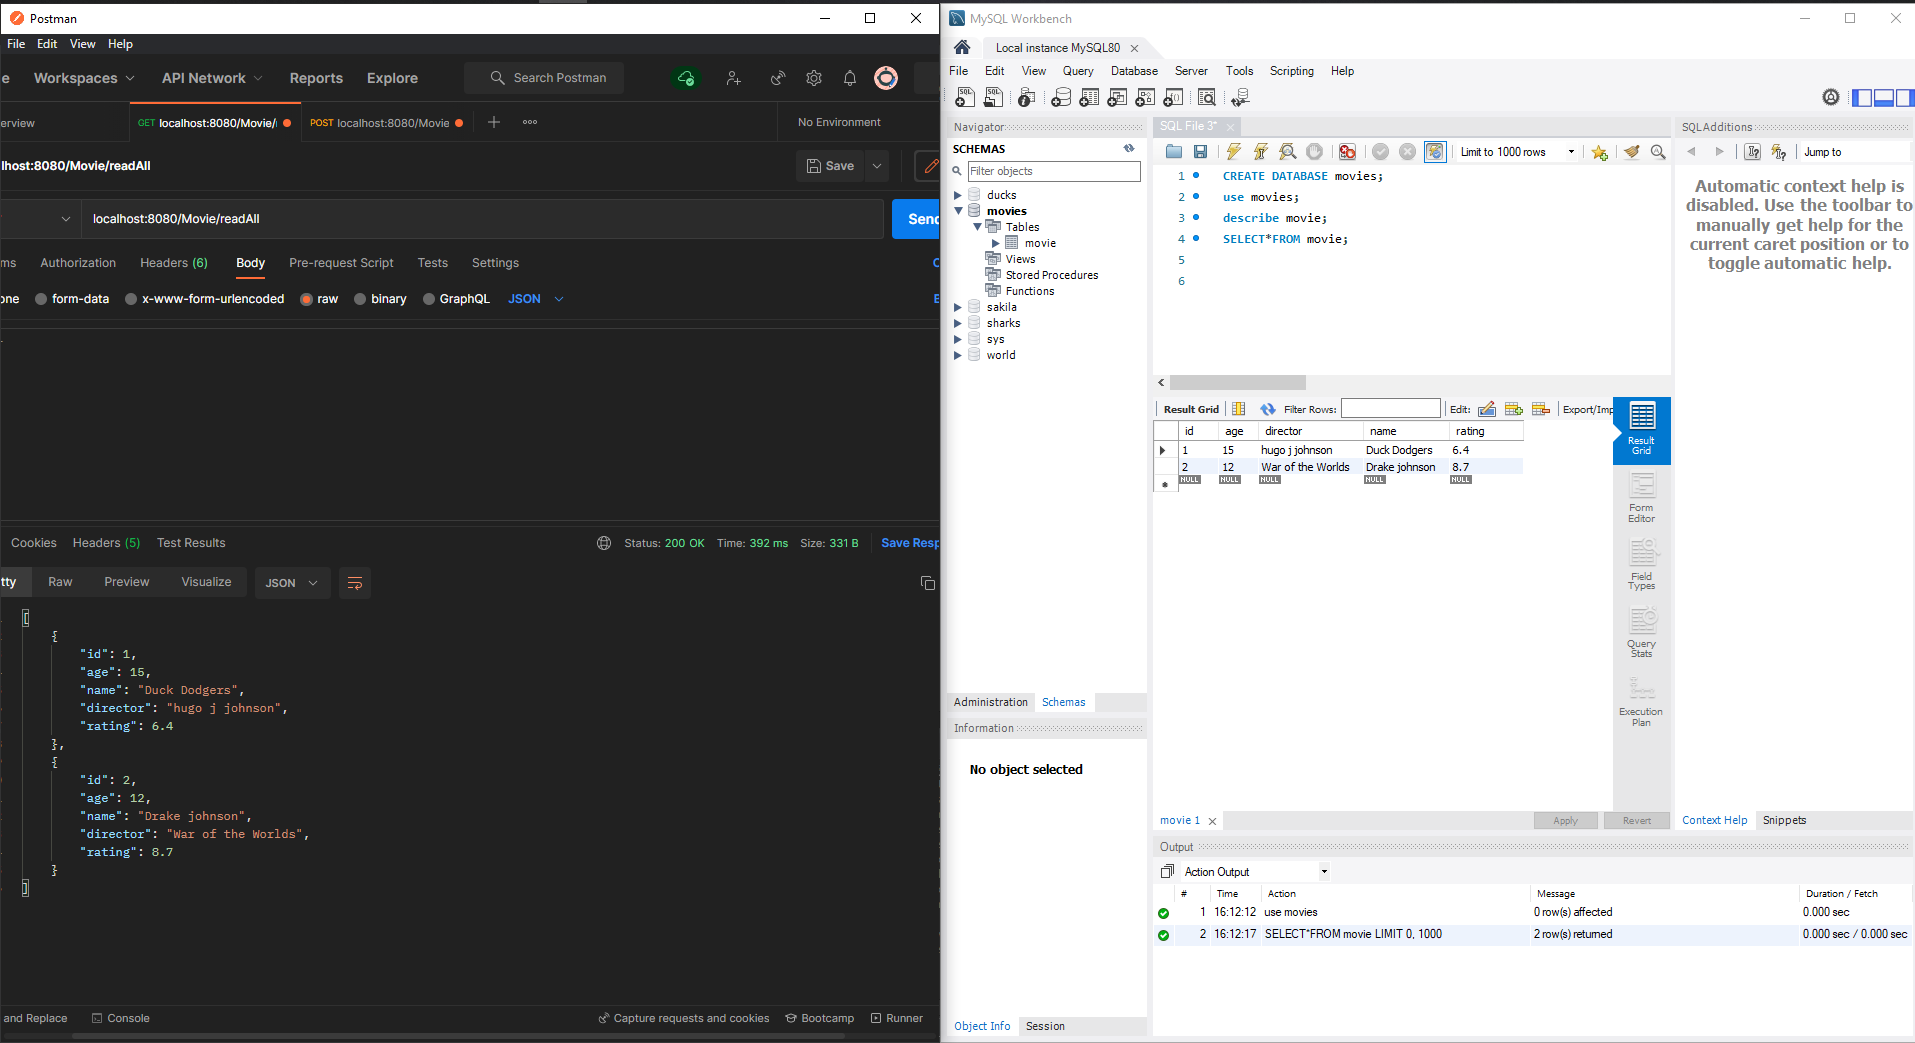 Postman
File Edit View Help
e Workspaces API Network Reports Explore Search Postman
erview GET localhost:8080/Movie/ POST localhost:8080/Movie No Environment
lhost:8080/Movie/readAll Save
localhost:8080/Movie/readAll Send
ms Authorization Headers (6) Body Pre-request Script Tests Settings C
one form-data x-www-form-urlencoded raw binary GraphQL JSON E
Cookies Headers (5) Test Results Status: 200 OK Time: 392 ms Size: 331 B Save Resp
tty Raw Preview Visualize JSON
[
{
"id": 1,
"age": 15,
"name": "Duck Dodgers",
"director": "hugo j johnson",
"rating": 6.4
},
{
"id": 2,
"age": 12,
"name": "Drake johnson",
"director": "War of the Worlds",
"rating": 8.7
}
]
and Replace Console Capture requests and cookies Bootcamp Runner
MySQL Workbench
Local instance MySQL80
File Edit View Query Database Server Tools Scripting Help
Navigator
SCHEMAS
Filter objects
ducks
movies
Tables
movie
Views
Stored Procedures
Functions
sakila
sharks
sys
world
Administration Schemas
Information
No object selected
Object Info Session
SQL File 3*
Limit to 1000 rows
1 CREATE DATABASE movies;
2 use movies;
3 describe movie;
4 SELECT*FROM movie;
5
6
Result Grid Filter Rows: Edit: Export/Imp
id age director name rating
1 15 hugo j johnson Duck Dodgers 6.4
2 12 War of the Worlds Drake johnson 8.7
NULL NULL NULL NULL NULL
Result
Grid
Form
Editor
Field
Types
Query
Stats
Execution
Plan
movie 1 Apply Revert
SQLAdditions
Jump to
Automatic context help is
disabled. Use the toolbar to
manually get help for the
current caret position or to
toggle automatic help.
Context Help Snippets
Output
Action Output
# Time Action Message Duration / Fetch
1 16:12:12 use movies 0 row(s) affected 0.000 sec
2 16:12:17 SELECT*FROM movie LIMIT 0, 1000 2 row(s) returned 0.000 sec / 0.000 sec